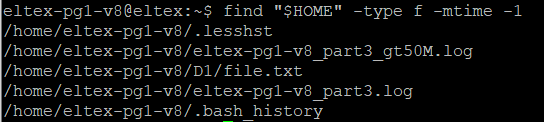 eltex-pg1-v8@eltex:~$ find "$HOME" -type f -mtime -1
/home/eltex-pg1-v8/.lesshst
/home/eltex-pg1-v8/eltex-pg1-v8_part3_gt50M.log
/home/eltex-pg1-v8/D1/file.txt
/home/eltex-pg1-v8/eltex-pg1-v8_part3.log
/home/eltex-pg1-v8/.bash_history